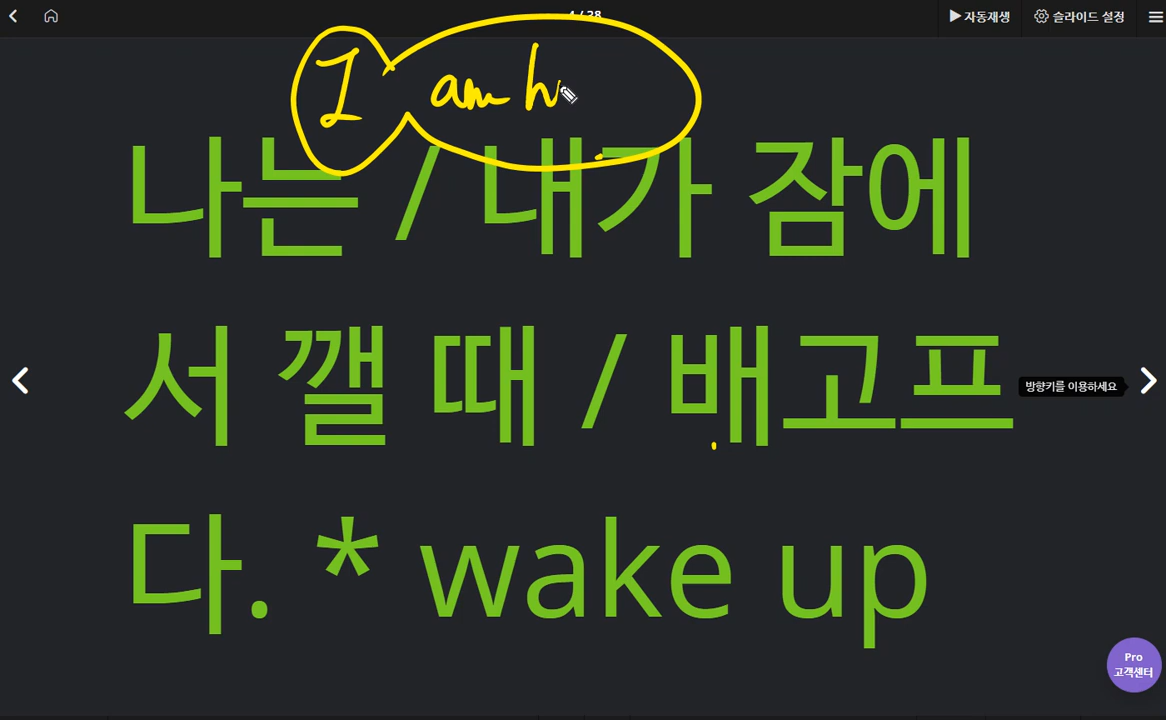 4 / 28
자동재생
슬라이드 설정
I am h
나는 / 내가 잠에
서 깰 때 / 배고프
방향키를 이용하세요
다. * wake up
Pro
고객센터